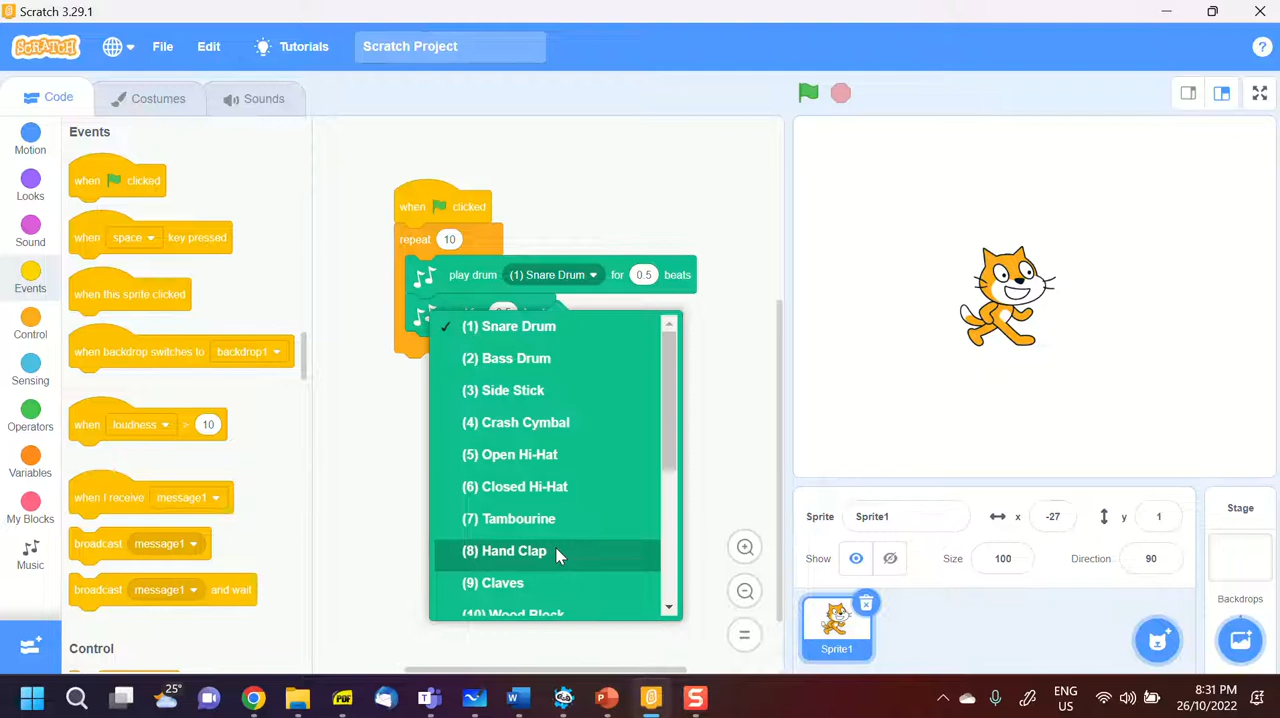 Scratch 3.29.1
SCRATCH File Edit Tutorials Scratch Project ?
Code Costumes Sounds
Motion
Looks
Sound
Events
Control
Sensing
Operators
Variables
My Blocks
Music
Events
when clicked
when space key pressed
when this sprite clicked
when backdrop switches to backdrop1
when loudness > 10
when I receive message1
broadcast message1
broadcast message1 and wait
Control
when clicked
repeat 10
play drum (1) Snare Drum for 0.5 beats
✓ (1) Snare Drum
(2) Bass Drum
(3) Side Stick
(4) Crash Cymbal
(5) Open Hi-Hat
(6) Closed Hi-Hat
(7) Tambourine
(8) Hand Clap
(9) Claves
(10) Wood Block
Sprite Sprite1 x -27 y 1
Show Size 100 Direction 90
Sprite1
Stage
Backdrops
25°
PDF
ENG
US
8:31 PM
26/10/2022